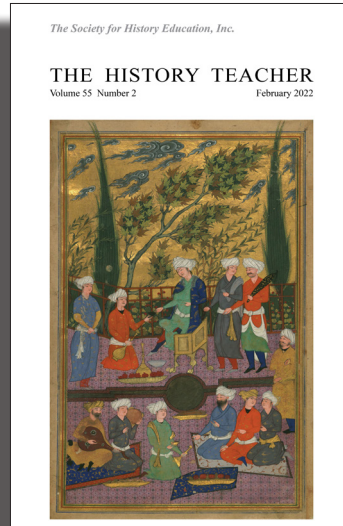 The Society for History Education, Inc.
THE HISTORY TEACHER
Volume 55 Number 2 February 2022